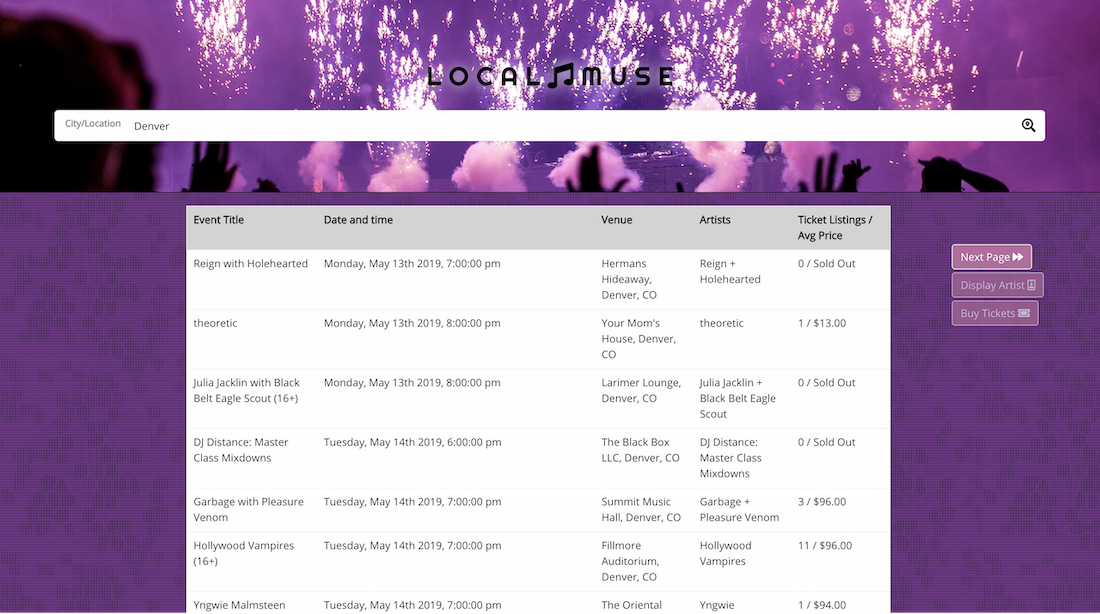 LOCAL MUSE
City/Location Denver
Event Title Date and time Venue Artists Ticket Listings /
Avg Price
Reign with Holehearted Monday, May 13th 2019, 7:00:00 pm Hermans Reign + 0 / Sold Out
Hideaway, Holehearted
Denver, CO
Next Page
Display Artist
Buy Tickets
theoretic Monday, May 13th 2019, 8:00:00 pm Your Mom's theoretic 1 / $13.00
House, Denver,
CO
Julia Jacklin with Black Monday, May 13th 2019, 8:00:00 pm Larimer Lounge, Julia Jacklin + 0 / Sold Out
Belt Eagle Scout (16+) Denver, CO Black Belt Eagle
Scout
DJ Distance: Master Tuesday, May 14th 2019, 6:00:00 pm The Black Box DJ Distance: 0 / Sold Out
Class Mixdowns LLC, Denver, CO Master Class
Mixdowns
Garbage with Pleasure Tuesday, May 14th 2019, 7:00:00 pm Summit Music Garbage + 3 / $96.00
Venom Hall, Denver, CO Pleasure Venom
Hollywood Vampires Tuesday, May 14th 2019, 7:00:00 pm Fillmore Hollywood 11 / $96.00
(16+) Auditorium, Vampires
Denver, CO
Yngwie Malmsteen Tuesday, May 14th 2019, 7:00:00 pm The Oriental Yngwie 1 / $94.00